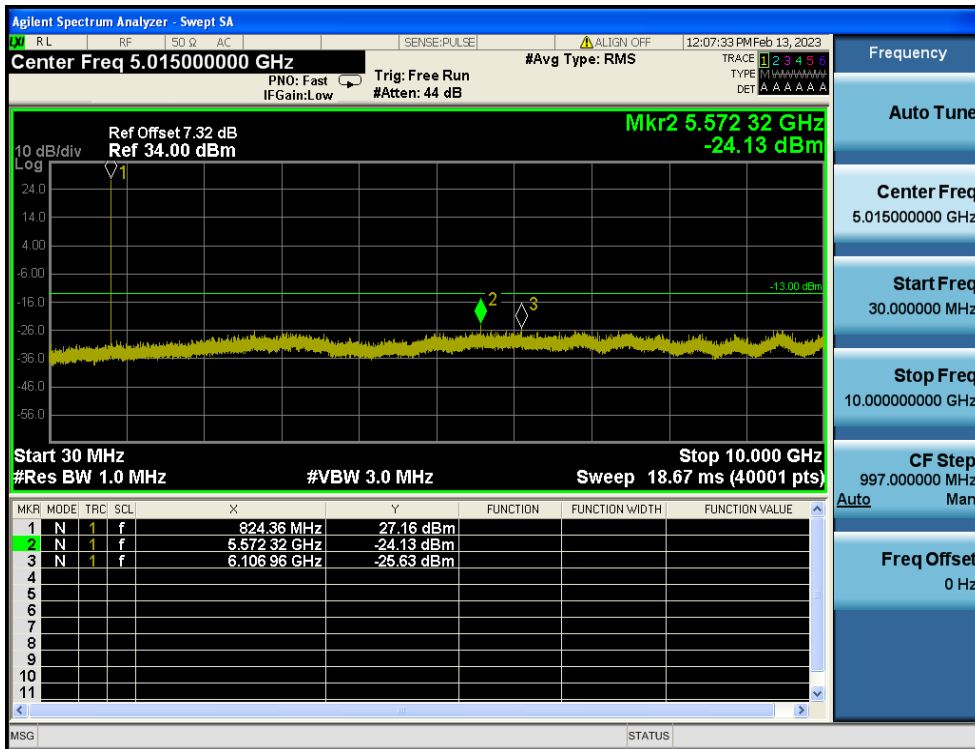 Agilent Spectrum Analyzer - Swept SA
LXI RL RF 50 Ω AC SENSE:PULSE ALIGN OFF 12:07:33 PM Feb 13, 2023
Center Freq 5.015000000 GHz #Avg Type: RMS TRACE 1 2 3 4 5 6
PNO: Fast Trig: Free Run TYPE M WWWWW
IFGain:Low #Atten: 44 dB DET A A A A A A
Mkr2 5.572 32 GHz
-24.13 dBm
Ref Offset 7.32 dB
10 dB/div Ref 34.00 dBm
Log
1
24.0
14.0
4.00
-6.00
-13.00 dBm
-16.0
2
3
-26.0
-36.0
-46.0
-56.0
Start 30 MHz Stop 10.000 GHz
#Res BW 1.0 MHz #VBW 3.0 MHz Sweep 18.67 ms (40001 pts)
MKR MODE TRC SCL X Y FUNCTION FUNCTION WIDTH FUNCTION VALUE
1 N 1 f 824.36 MHz 27.16 dBm
2 N 1 f 5.572 32 GHz -24.13 dBm
3 N 1 f 6.106 96 GHz -25.63 dBm
4
5
6
7
8
9
10
11
MSG STATUS
Frequency
Auto Tune
Center Freq
5.015000000 GHz
Start Freq
30.000000 MHz
Stop Freq
10.000000000 GHz
CF Step
997.000000 MHz
Auto Man
Freq Offset
0 Hz